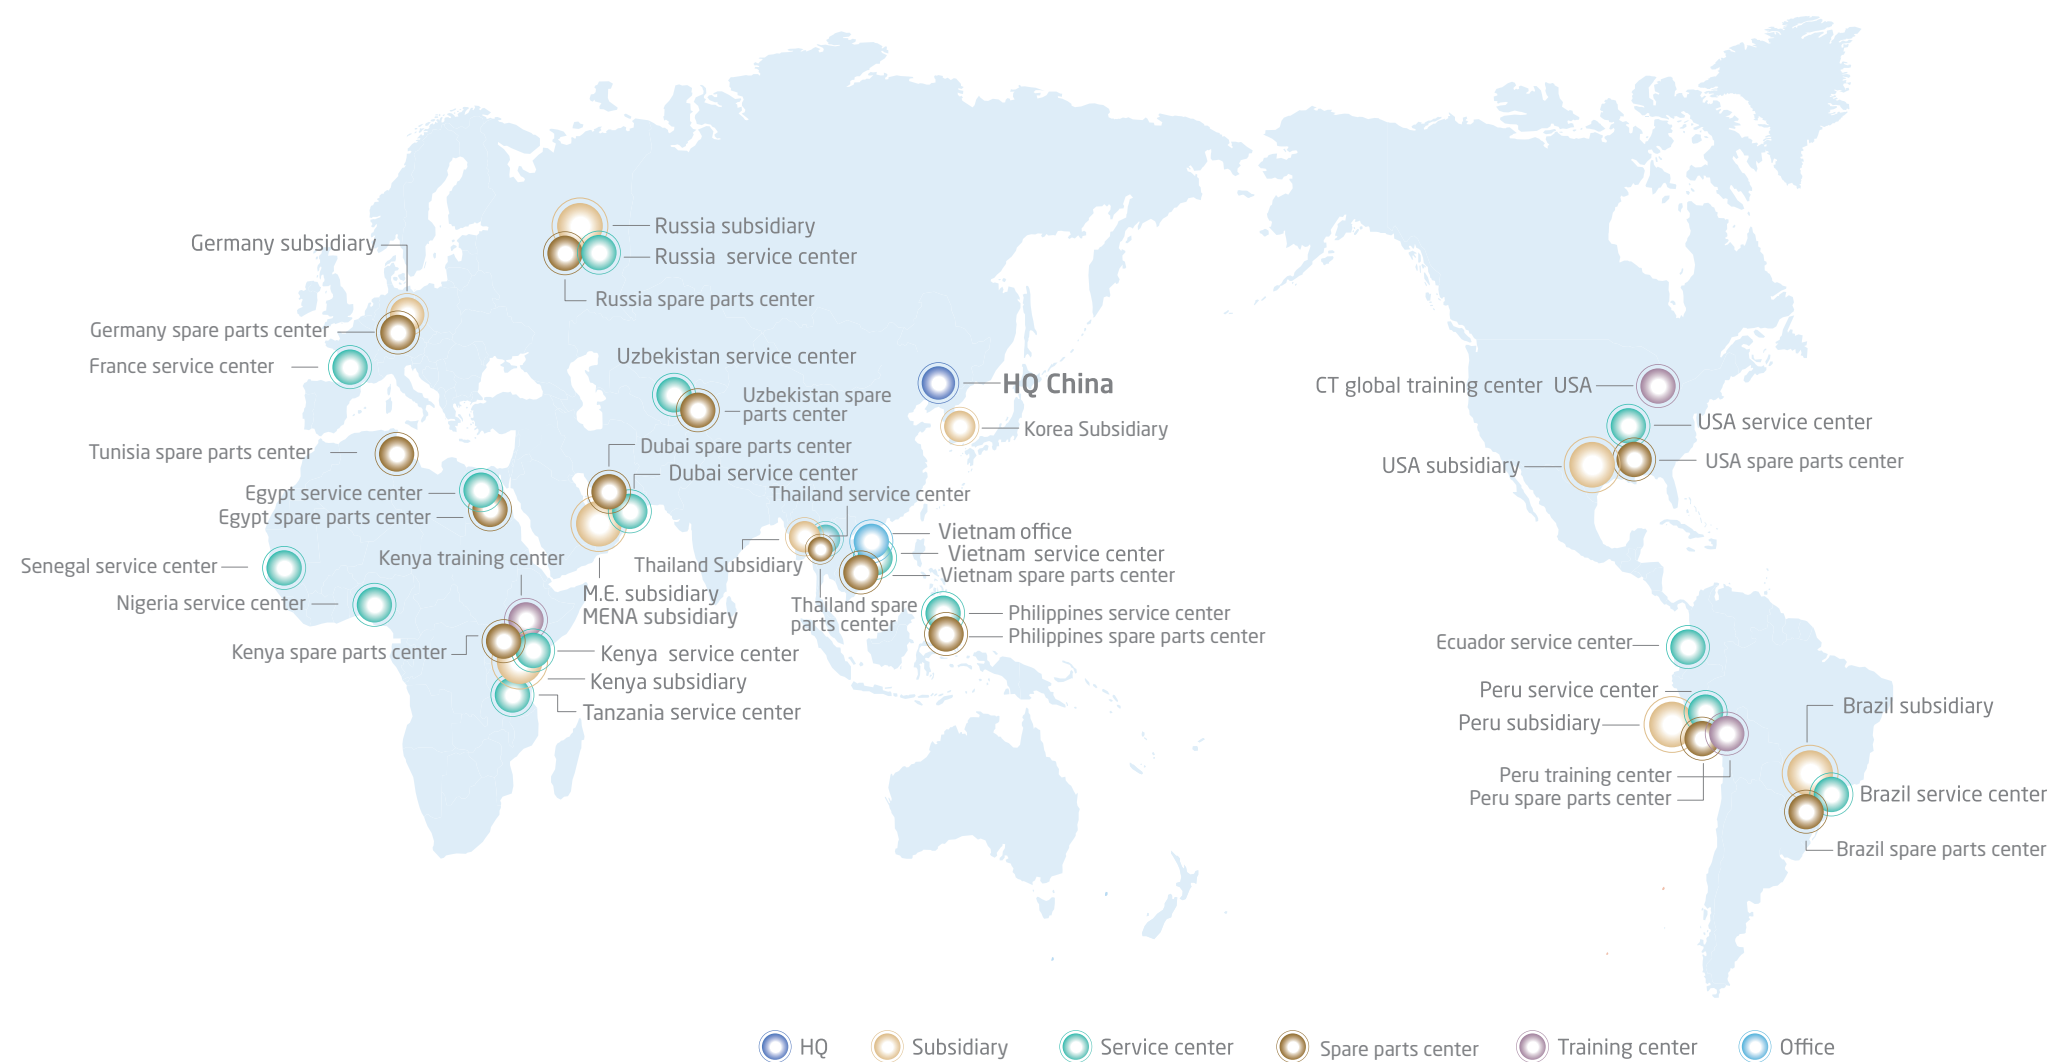 Russia subsidiary
Germany subsidiary
Russia service center
Russia spare parts center
Germany spare parts center
France service center
Uzbekistan service center
Uzbekistan spare
parts center
HQ China
CT global training center USA
Korea Subsidiary
USA service center
Tunisia spare parts center
Dubai spare parts center
Dubai service center
USA subsidiary
USA spare parts center
Egypt service center
Egypt spare parts center
Thailand service center
Vietnam office
Vietnam service center
Vietnam spare parts center
Senegal service center
Kenya training center
Thailand Subsidiary
M.E. subsidiary
MENA subsidiary
Nigeria service center
Thailand spare
parts center
Philippines service center
Philippines spare parts center
Kenya spare parts center
Kenya service center
Kenya subsidiary
Tanzania service center
Ecuador service center
Peru service center
Peru subsidiary
Brazil subsidiary
Peru training center
Peru spare parts center
Brazil service center
Brazil spare parts center
HQ
Subsidiary
Service center
Spare parts center
Training center
Office